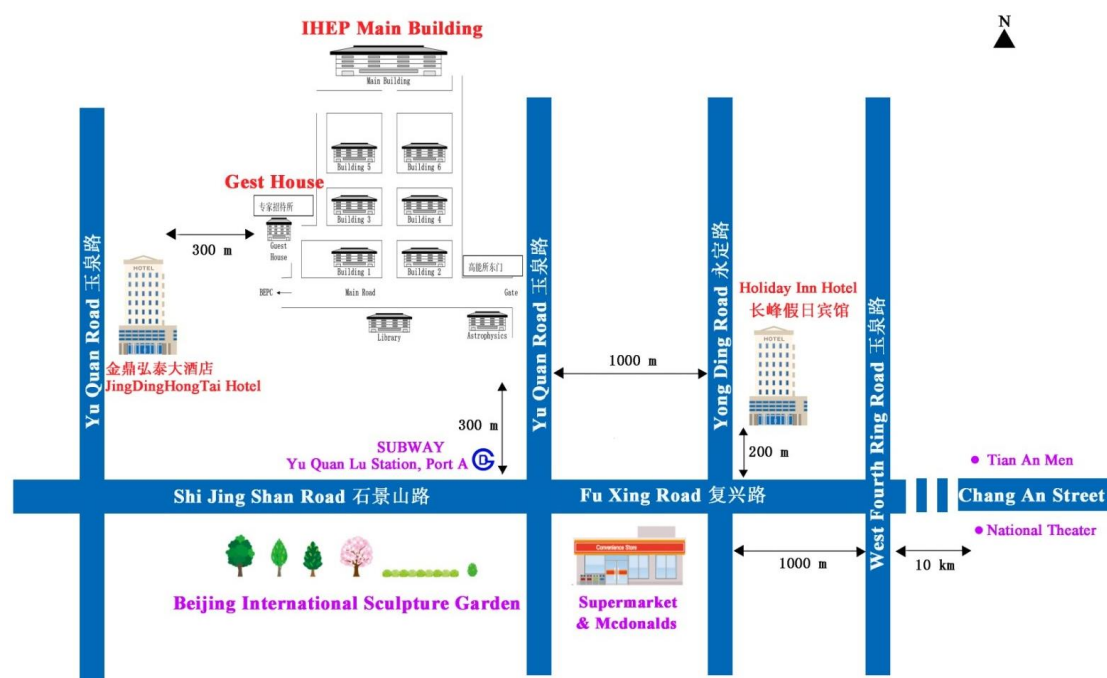 IHEP Main Building
N
Main Building
Building 5
Building 6
Gest House
专家招待所
Building 3
Building 4
Guest
House
300 m
HOTEL
Building 1
Building 2
高能所东门
BEPC
Main Road
Gate
Library
Astrophysics
金鼎弘泰大酒店
JingDingHongTai Hotel
Yu Quan Road 玉泉路
Yu Quan Road 玉泉路
Yong Ding Road 永定路
West Fourth Ring Road 玉泉路
Holiday Inn Hotel
长峰假日宾馆
HOTEL
1000 m
300 m
200 m
SUBWAY
Yu Quan Lu Station, Port A
Tian An Men
Shi Jing Shan Road 石景山路
Fu Xing Road 复兴路
Chang An Street
National Theater
Convenience Store
1000 m
10 km
Beijing International Sculpture Garden
Supermarket
& Mcdonalds